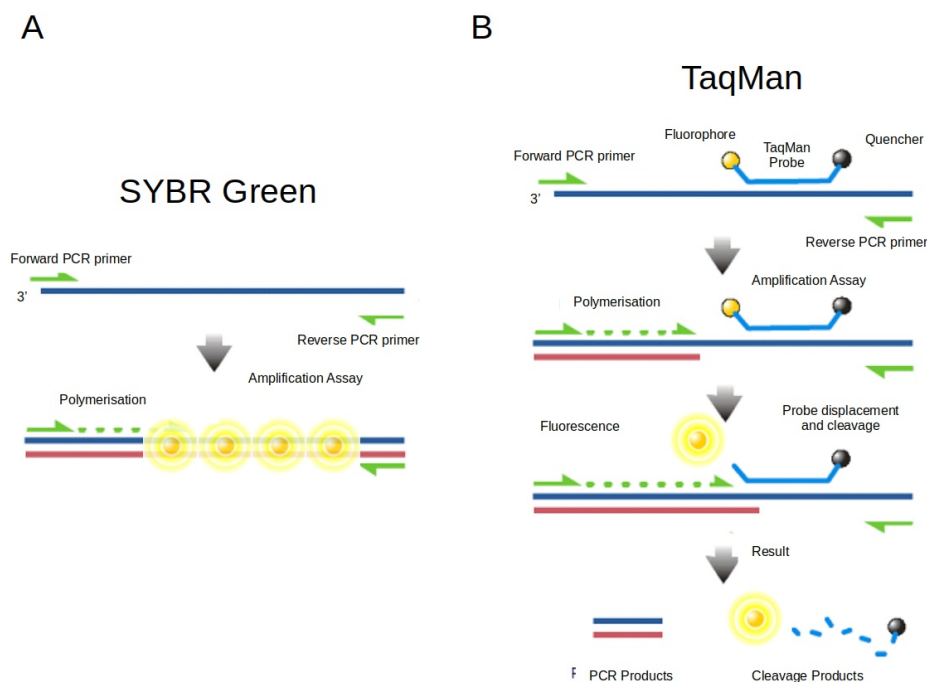 A
SYBR Green
Forward PCR primer
3'
Reverse PCR primer
Amplification Assay
Polymerisation
B
TaqMan
Fluorophore
TaqMan
Probe
Quencher
Forward PCR primer
3'
Reverse PCR primer
Amplification Assay
Polymerisation
Probe displacement
and cleavage
Fluorescence
Result
PCR Products
Cleavage Products